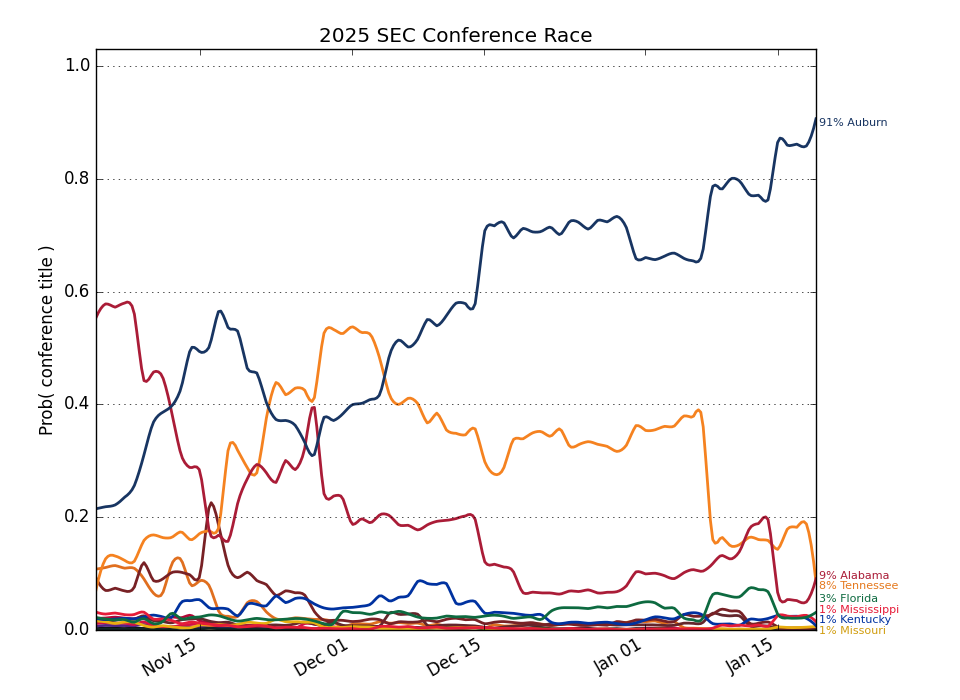 2025 SEC Conference Race
Prob( conference title )
1.0
0.8
0.6
0.4
0.2
0.0
Nov 15
Dec 01
Dec 15
Jan 01
Jan 15
91% Auburn
9% Alabama
8% Tennessee
3% Florida
1% Mississippi
1% Kentucky
1% Missouri